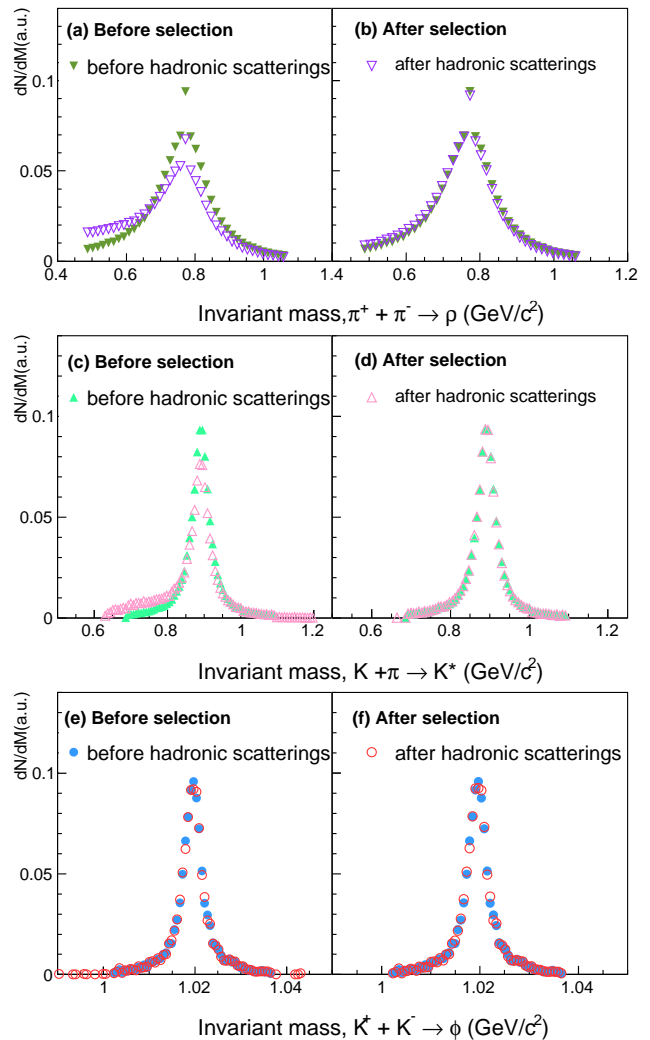 dN/dM(a.u.)
(a) Before selection
before hadronic scatterings
(b) After selection
after hadronic scatterings
0.1
0.05
0
0.4 0.6 0.8 1 1.4 0.6 0.8 1 1.2
Invariant mass,π⁺ + π⁻ → ρ (GeV/c²)
dN/dM(a.u.)
(c) Before selection
before hadronic scatterings
(d) After selection
after hadronic scatterings
0.1
0.05
0
0.6 0.8 1 1.2 0.6 0.8 1 1.2
Invariant mass, K +π → K* (GeV/c²)
dN/dM(a.u.)
(e) Before selection
before hadronic scatterings
(f) After selection
after hadronic scatterings
0.1
0.05
0
1 1.02 1.04 1 1.02 1.04
Invariant mass, K⁺ + K⁻ → ϕ (GeV/c²)